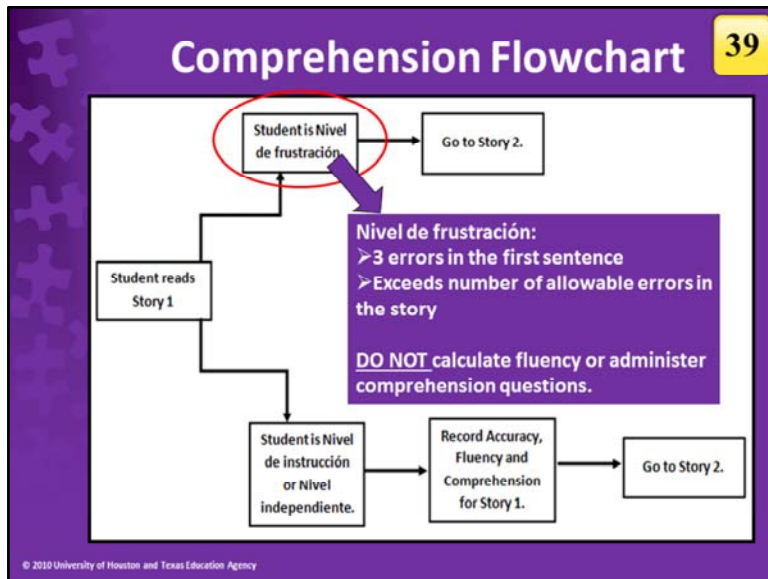 Comprehension Flowchart
39
Student is Nivel
de frustración.
Go to Story 2.
Nivel de frustración:
➢3 errors in the first sentence
➢Exceeds number of allowable errors in
the story
DO NOT calculate fluency or administer
comprehension questions.
Student reads
Story 1
Student is Nivel
de instrucción
or Nivel
independiente.
Record Accuracy,
Fluency and
Comprehension
for Story 1.
Go to Story 2.
© 2010 University of Houston and Texas Education Agency